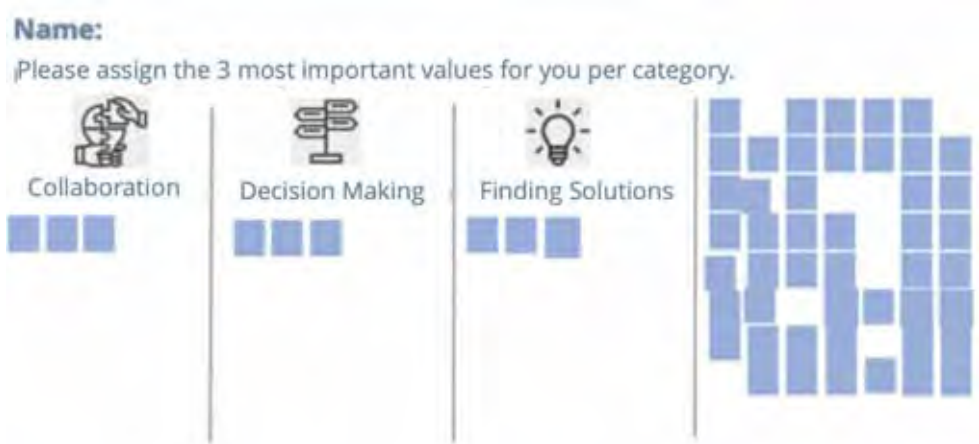 Name:
Please assign the 3 most important values for you per category.
Collaboration
Decision Making
Finding Solutions